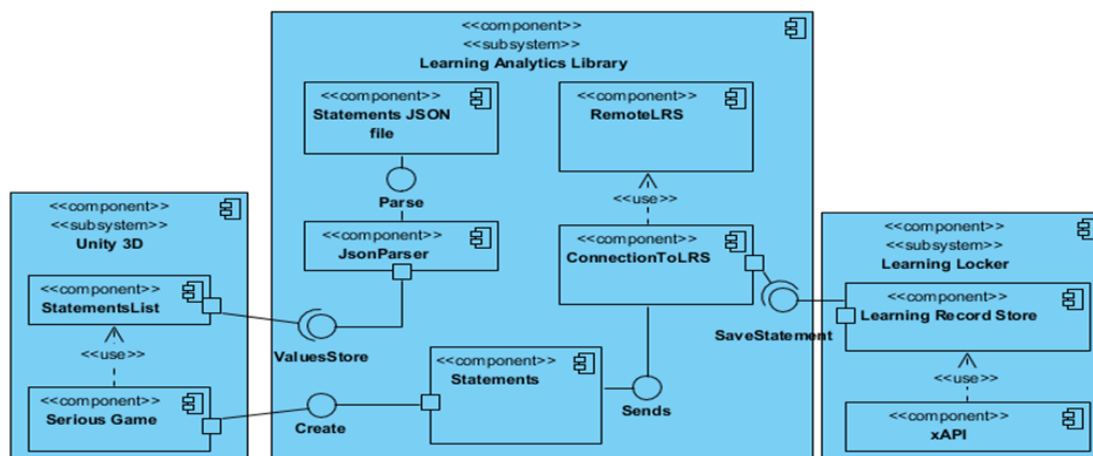 <<component>>
<<subsystem>>
Learning Analytics Library
<<component>>
Statements JSON
file
<<component>>
RemoteLRS
Parse
<<use>>
<<component>>
JsonParser
<<component>>
ConnectionToLRS
<<component>>
<<subsystem>>
Unity 3D
<<component>>
StatementsList
<<use>>
<<component>>
Serious Game
ValuesStore
Create
<<component>>
Statements
Sends
SaveStatement
<<component>>
<<subsystem>>
Learning Locker
<<component>>
Learning Record Store
<<use>>
<<component>>
xAPI